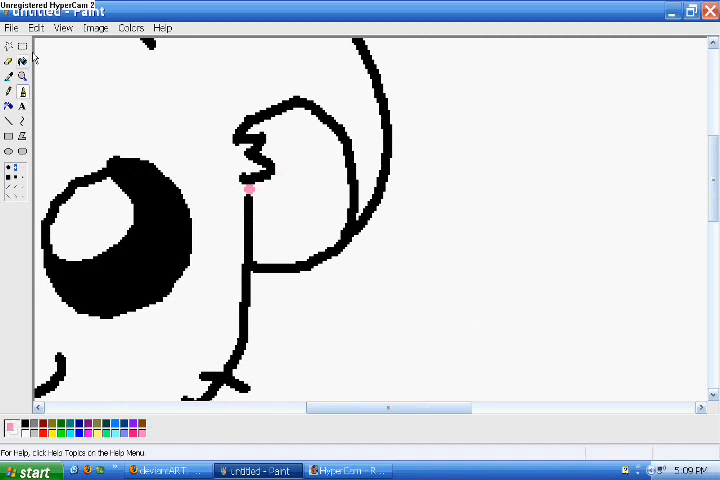 Unregistered HyperCam 2
untitled - Paint
File Edit View Image Colors Help
A
For Help, click Help Topics on the Help Menu.
start
deviantART: ...
untitled - Paint
HyperCam - R...
5:09 PM